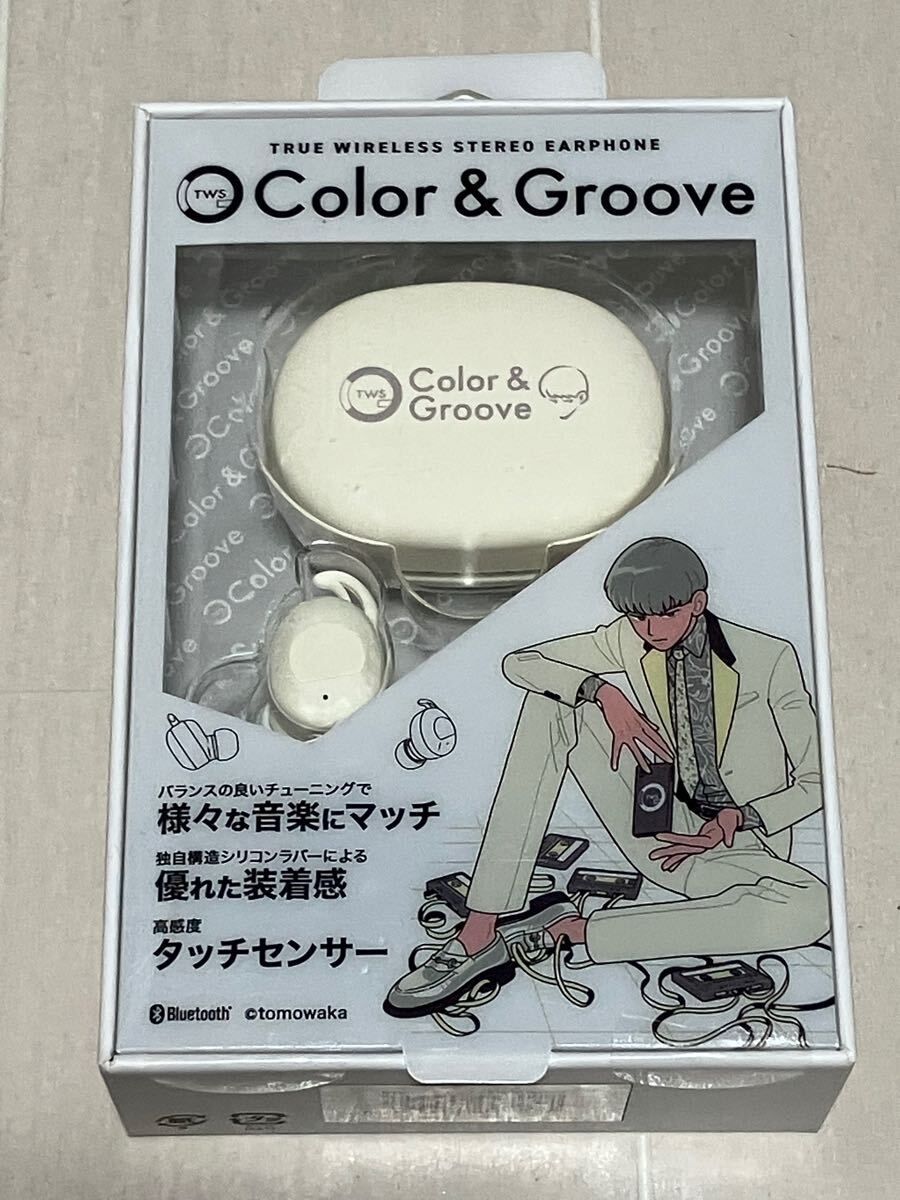 TRUE WIRELESS STEREO EARPHONE
TWS Color & Groove
TWS Color &
Groove
Color & Groove
バランスの良いチューニングで
様々な音楽にマッチ
独自構造シリコンラバーによる
優れた装着感
高感度
タッチセンサー
Bluetooth® ©tomowaka